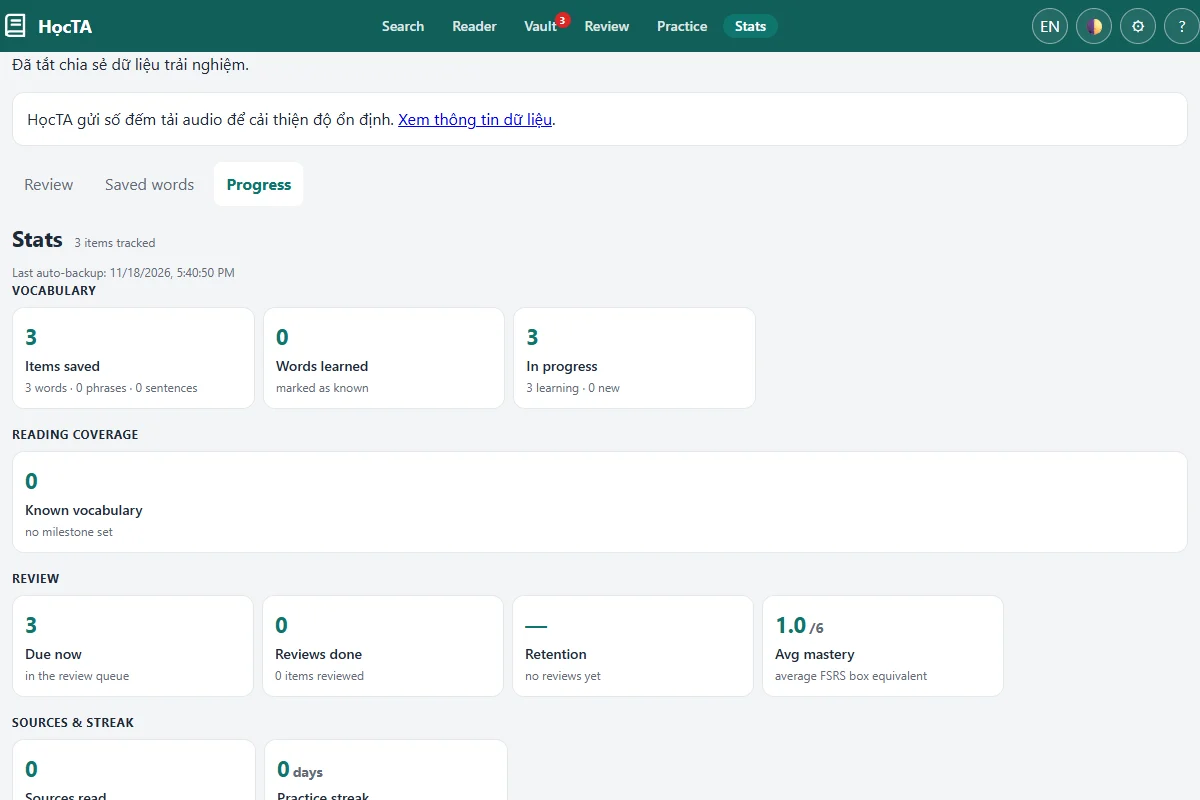 HọcTA
Search Reader Vault 3 Review Practice Stats EN ?
Đã tắt chia sẻ dữ liệu trải nghiệm.
HọcTA gửi số đếm tải audio để cải thiện độ ổn định. Xem thông tin dữ liệu.
Review Saved words Progress
Stats 3 items tracked
Last auto-backup: 11/18/2026, 5:40:50 PM
VOCABULARY
3
Items saved
3 words · 0 phrases · 0 sentences
0
Words learned
marked as known
3
In progress
3 learning · 0 new
READING COVERAGE
0
Known vocabulary
no milestone set
REVIEW
3
Due now
in the review queue
0
Reviews done
0 items reviewed
—
Retention
no reviews yet
1.0 /6
Avg mastery
average FSRS box equivalent
SOURCES & STREAK
0
Sources read
0 days
Practice streak